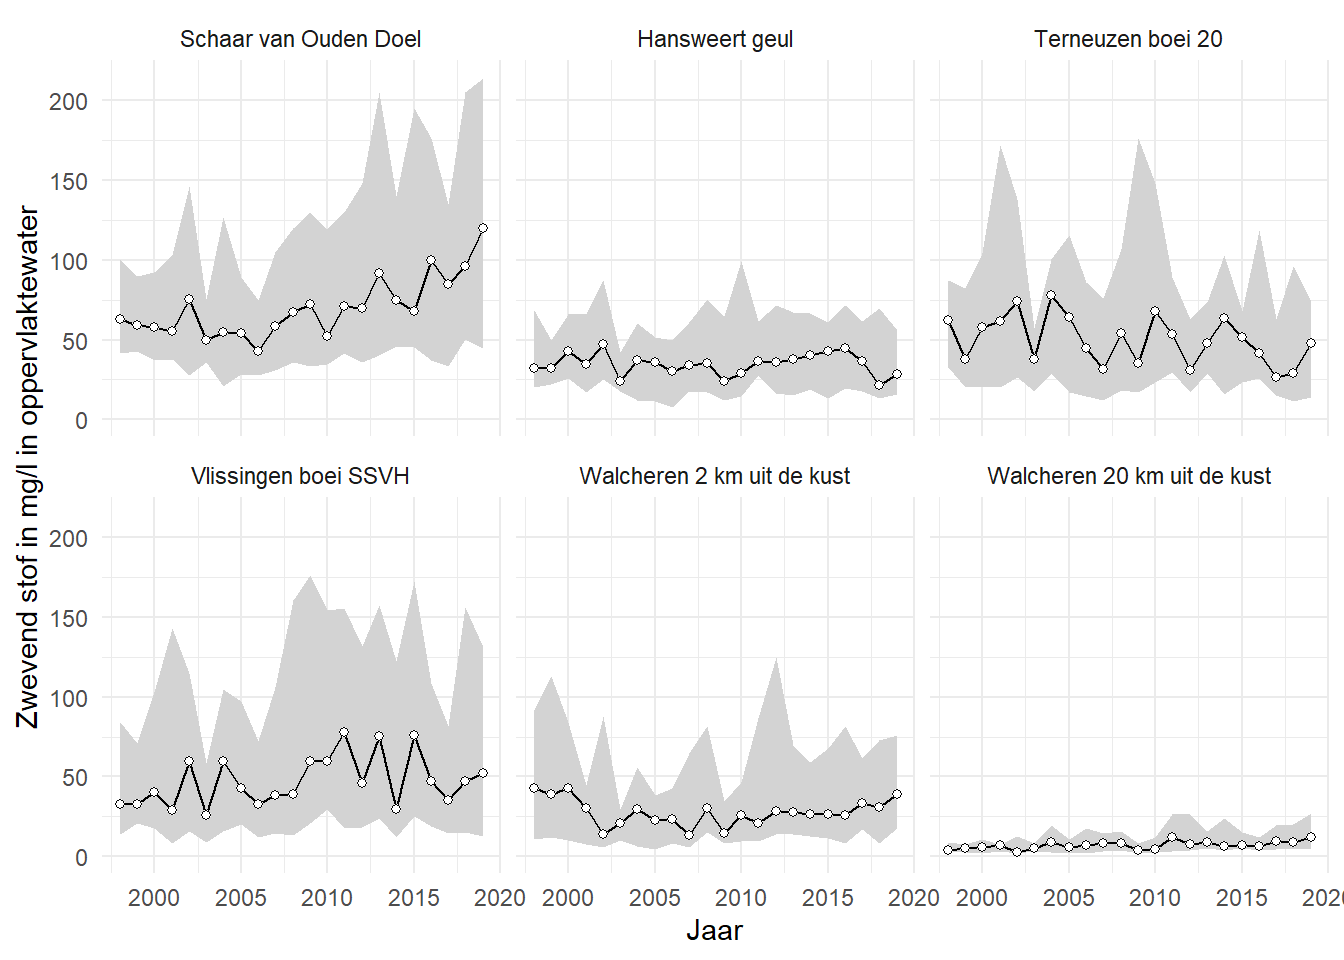 Schaar van Ouden Doel
Hansweert geul
Terneuzen boei 20
200
150
100
50
0
Vlissingen boei SSVH
Walcheren 2 km uit de kust
Walcheren 20 km uit de kust
200
150
100
50
0
2000 2005 2010 2015 2020
2000 2005 2010 2015 2020
2000 2005 2010 2015 2020
Jaar
Zwevend stof in mg/l in oppervlaktewater